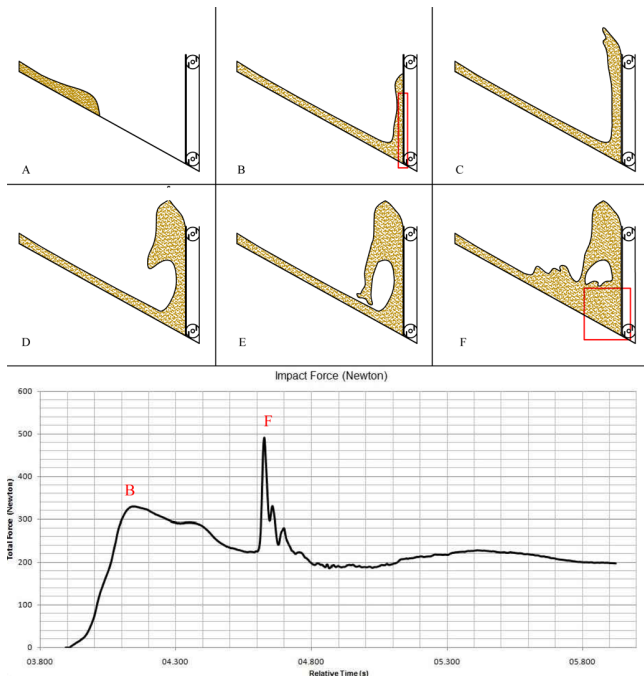 A
B
C
D
E
F
Impact Force (Newton)
600
500
400
300
200
100
0
Total Force (Newton)
B
F
03.800
04.300
04.800
05.300
05.800
Relative Time (s)